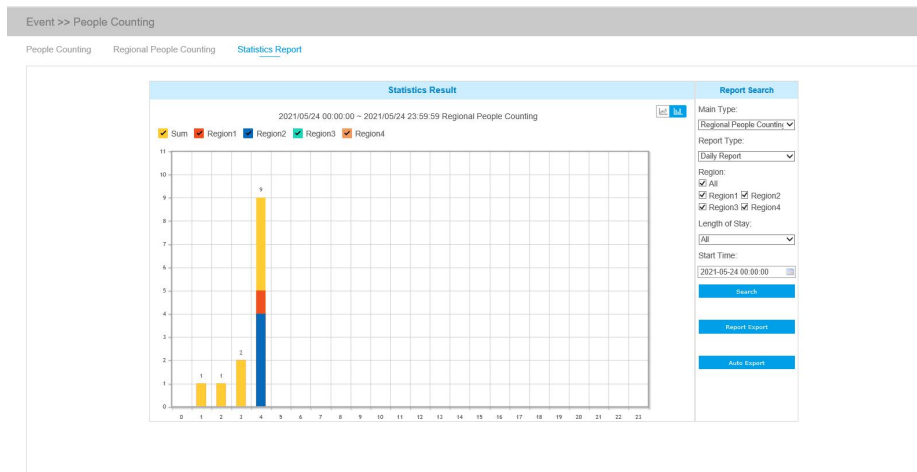 Event >> People Counting
People Counting Regional People Counting Statistics Report
Statistics Result
2021/05/24 00:00:00 ~ 2021/05/24 23:59:59 Regional People Counting
Sum Region1 Region2 Region3 Region4
11
10
9
8
7
6
5
4
3
2
1
0
1 1 2 9
0 1 2 3 4 5 6 7 8 9 10 11 12 13 14 15 16 17 18 19 20 21 22 23
Report Search
Main Type:
Regional People Counting
Report Type:
Daily Report
Region:
All
Region1 Region2
Region3 Region4
Length of Stay:
All
Start Time:
2021-05-24 00:00:00
Search
Report Export
Auto Export